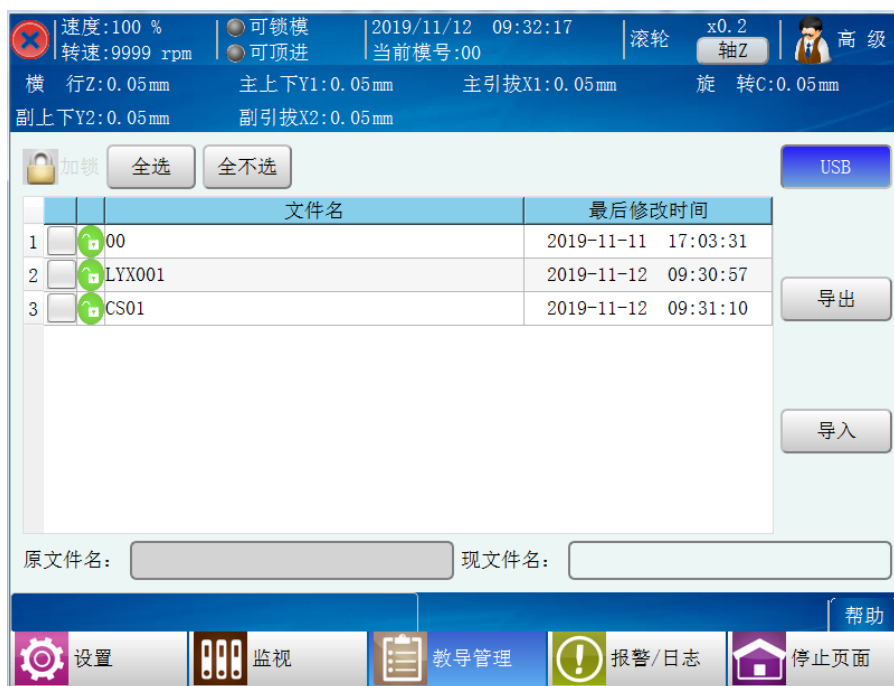 速度:100 % 可锁模 2019/11/12 09:32:17 滚轮 x0.2 高 级
转速:9999 rpm 可顶进 当前模号:00 轴Z
横 行Z:0.05mm 主上下Y1:0.05mm 主引拔X1:0.05mm 旋 转C:0.05mm
副上下Y2:0.05mm 副引拔X2:0.05mm
加锁 全选 全不选 USB
文件名 最后修改时间
1 00 2019-11-11 17:03:31
2 LYX001 2019-11-12 09:30:57
3 CS01 2019-11-12 09:31:10
导出
导入
原文件名: 现文件名:
帮助
设置 监视 教导管理 报警/日志 停止页面